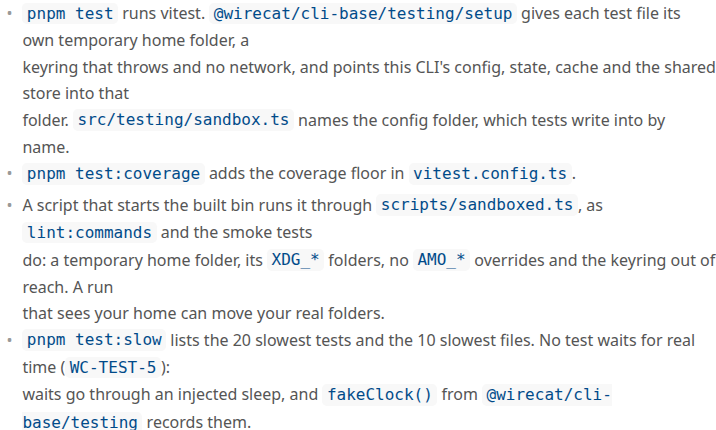 • pnpm test runs vitest. @wirecat/cli-base/testing/setup gives each test file its
own temporary home folder, a
keyring that throws and no network, and points this CLI's config, state, cache and the shared
store into that
folder. src/testing/sandbox.ts names the config folder, which tests write into by
name.
• pnpm test:coverage adds the coverage floor in vitest.config.ts.
• A script that starts the built bin runs it through scripts/sandboxed.ts, as
lint:commands and the smoke tests
do: a temporary home folder, its XDG_* folders, no AMO_* overrides and the keyring out of
reach. A run
that sees your home can move your real folders.
• pnpm test:slow lists the 20 slowest tests and the 10 slowest files. No test waits for real
time (WC-TEST-5):
waits go through an injected sleep, and fakeClock() from @wirecat/cli-
base/testing records them.